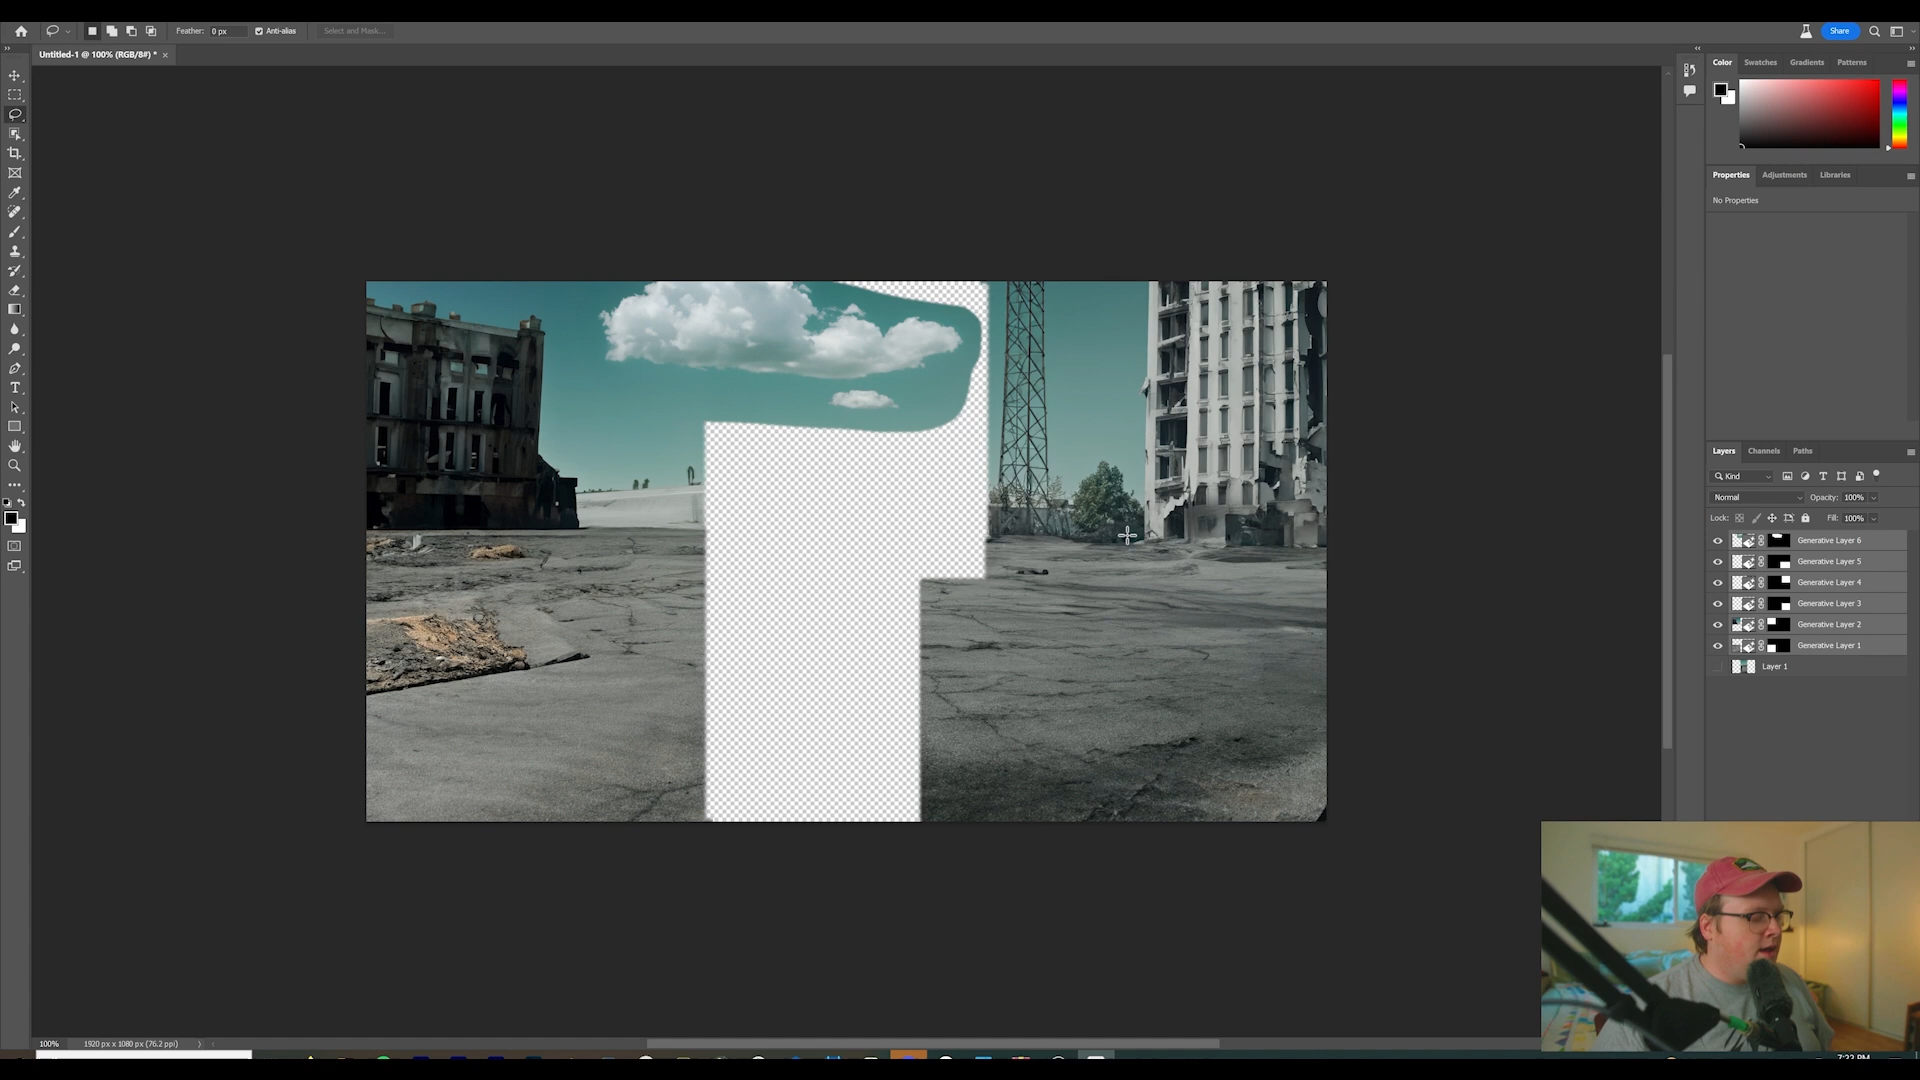 Feather: 0 px Anti-alias Select and Mask... Share
Untitled-1 @ 100% (RGB/8#) * ×
Color Swatches Gradients Patterns
Properties Adjustments Libraries
No Properties
Layers Channels Paths
Kind
Normal Opacity: 100%
Lock: Fill: 100%
Generative Layer 6
Generative Layer 5
Generative Layer 4
Generative Layer 3
Generative Layer 2
Generative Layer 1
Layer 1
100% 1920 px x 1080 px (76.2 ppi)
7:22 PM